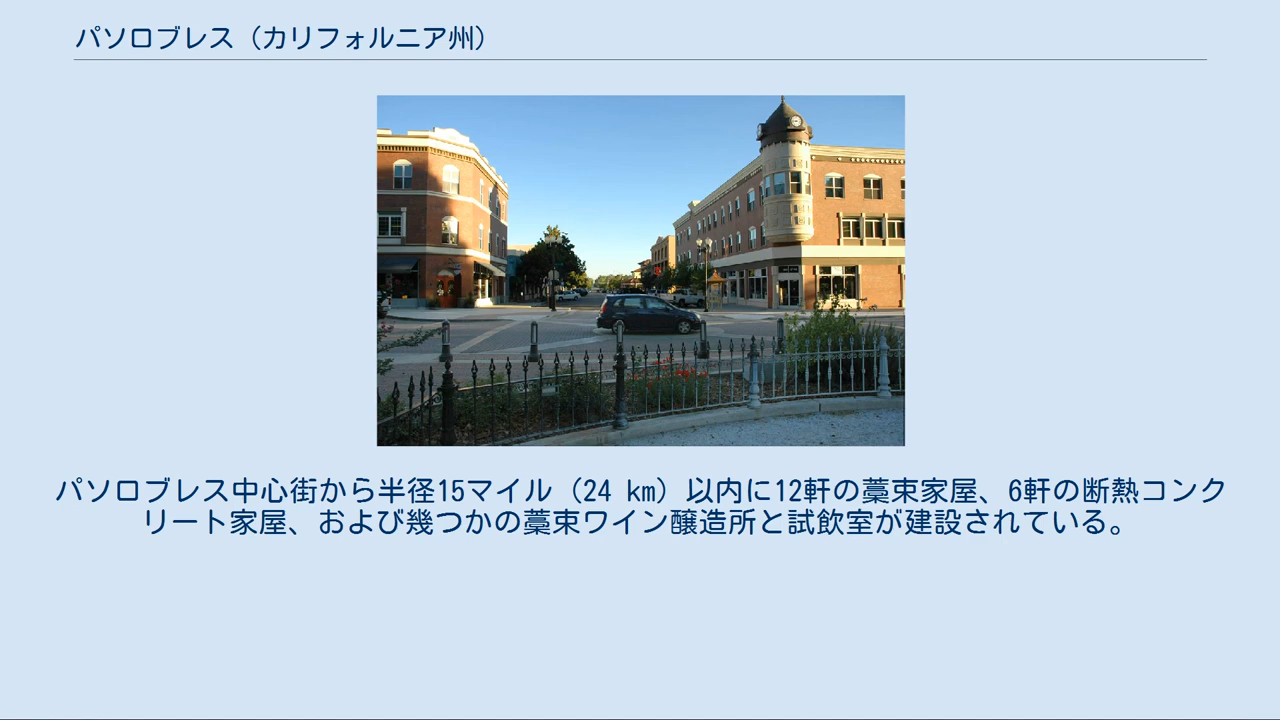 パソロブレス（カリフォルニア州）
パソロブレス中心街から半径15マイル（24 km）以内に12軒の藁束家屋、6軒の断熱コンク
リート家屋、および幾つかの藁束ワイン醸造所と試飲室が建設されている。